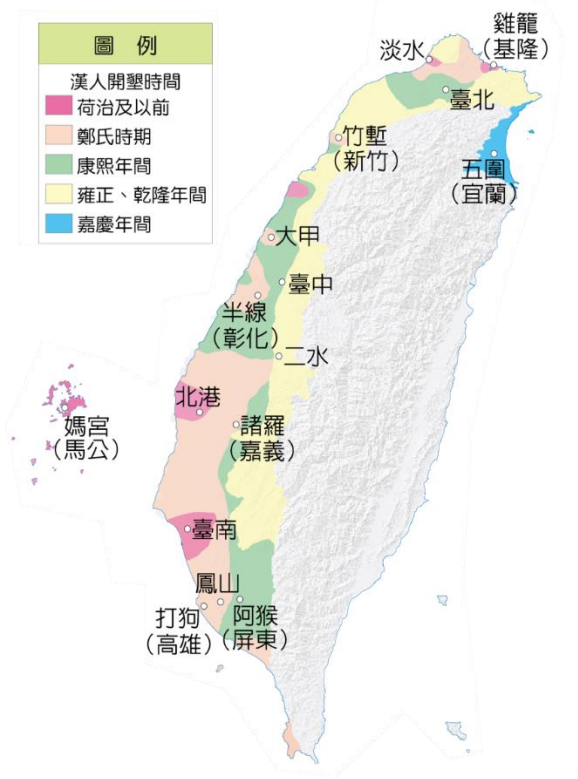 圖 例
漢人開墾時間
荷治及以前
鄭氏時期
康熙年間
雍正、乾隆年間
嘉慶年間
雞籠
(基隆)
淡水
臺北
竹塹
(新竹)
五圍
(宜蘭)
大甲
臺中
半線
(彰化)
二水
北港
媽宮
(馬公)
諸羅
(嘉義)
臺南
鳳山
打狗
(高雄)
阿猴
(屏東)